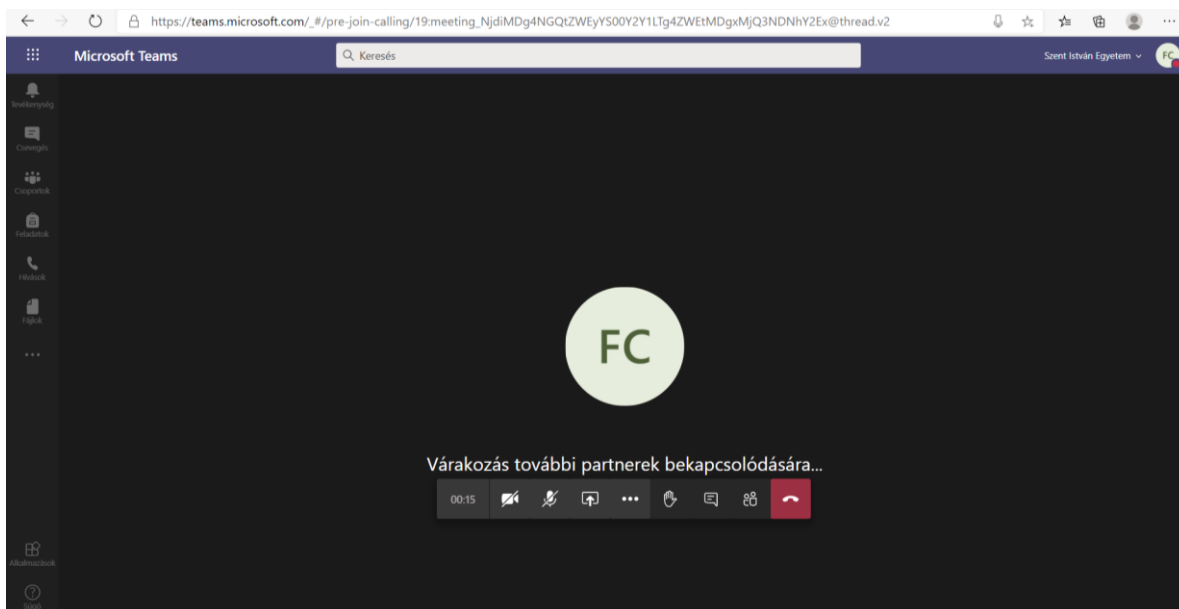 https://teams.microsoft.com/_#/pre-join-calling/19:meeting_NjdiMDg4NGQtZWEyYS00Y2Y1LTg4ZWEtMDgxMjQ3NDNhY2Ex@thread.v2
Microsoft Teams
Keresés
Szent István Egyetem
FC
Tevékenység
Csevegés
Csoportok
Feladatok
Hívások
Fájlok
FC
Várakozás további partnerek bekapcsolódására...
00:15
Alkalmazások
Súgó